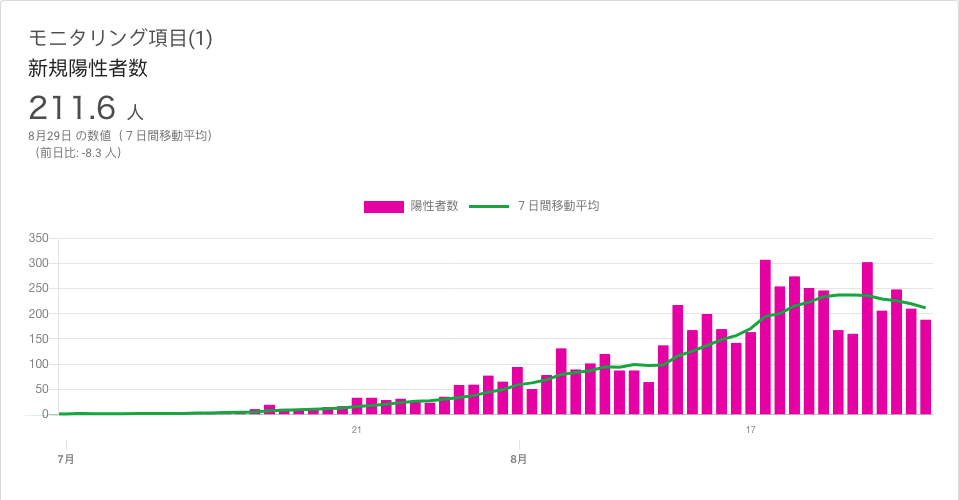 モニタリング項目(1)
新規陽性者数
211.6 人
8月29日 の数値（７日間移動平均）
（前日比: -8.3 人）
陽性者数 ７日間移動平均
350
300
250
200
150
100
50
0
21 17
7月 8月